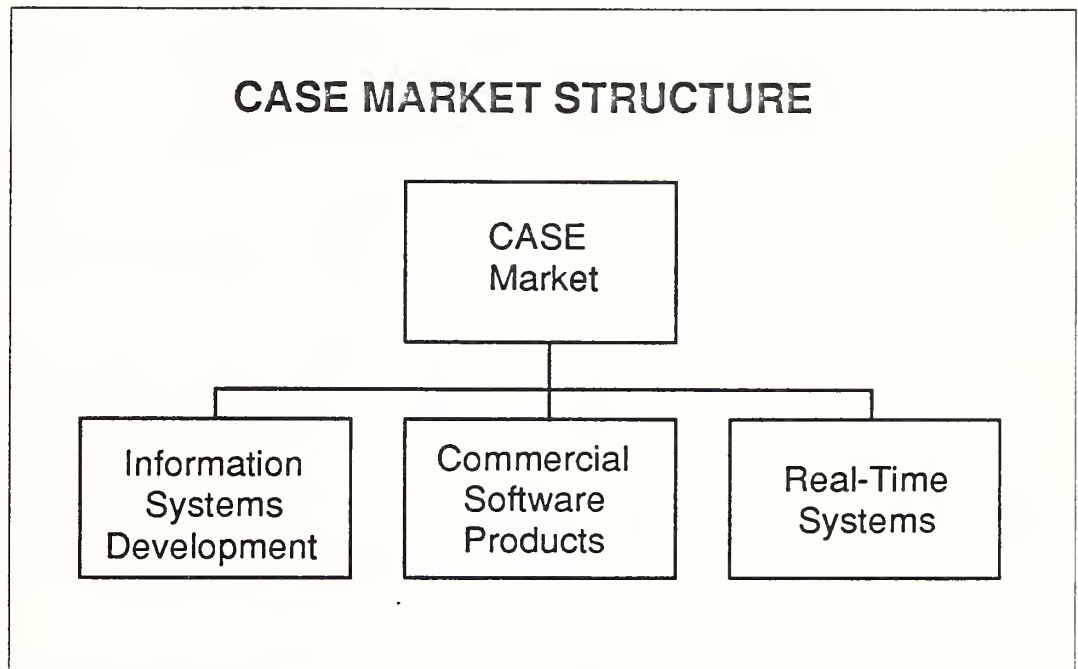 CASE MARKET STRUCTURE
CASE
Market
Information
Systems
Development
Commercial
Software
Products
Real-Time
Systems